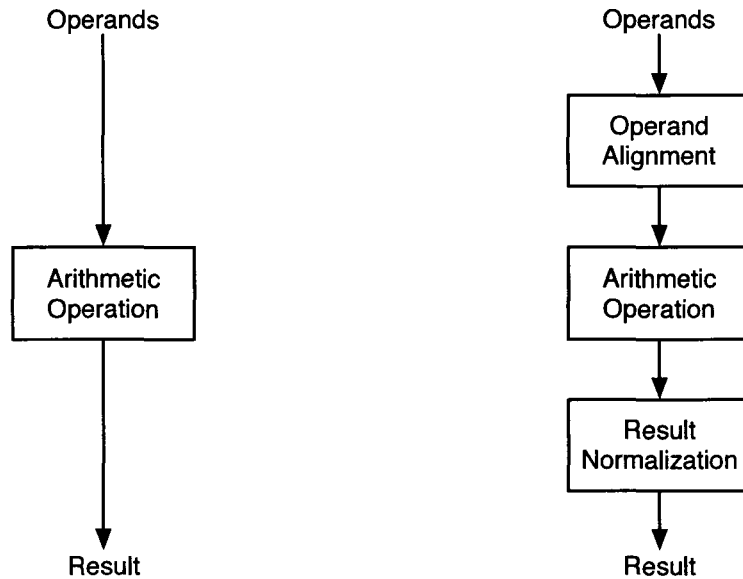 Operands
Arithmetic
Operation
Result
Operands
Operand
Alignment
Arithmetic
Operation
Result
Normalization
Result